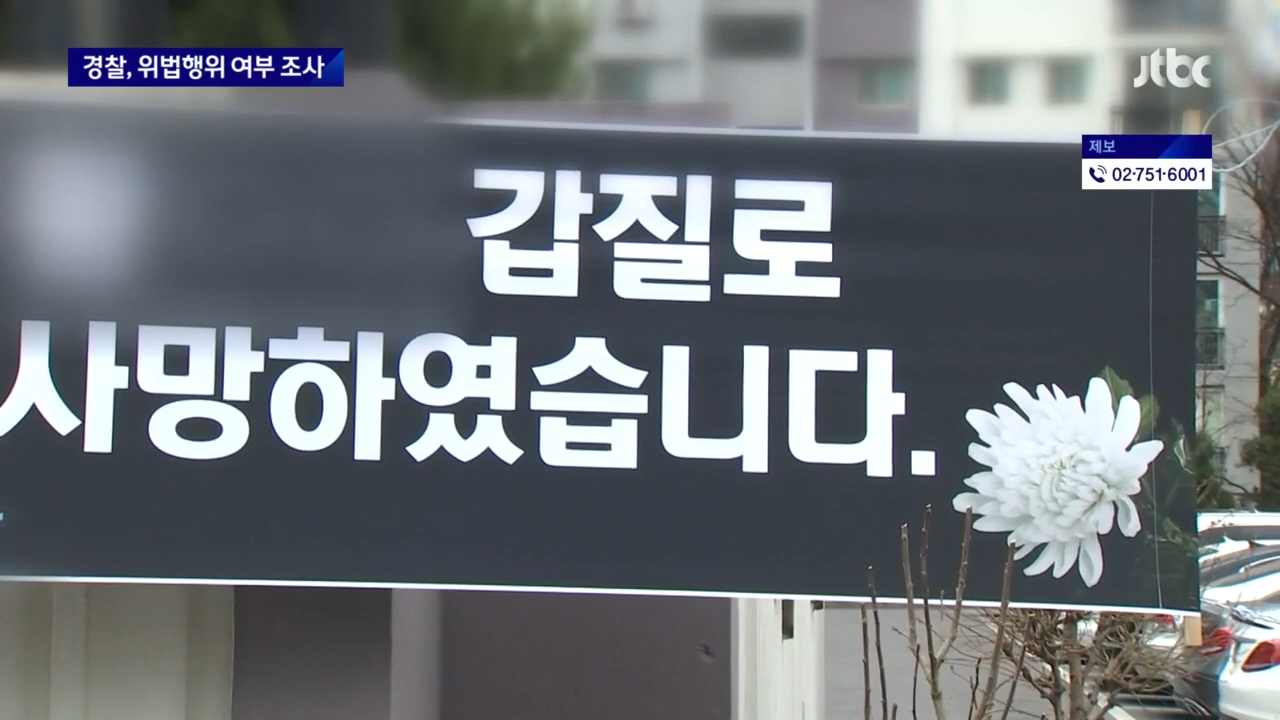 경찰, 위법행위 여부 조사
jtbc
제보
02·751·6001
갑질로
사망하였습니다.